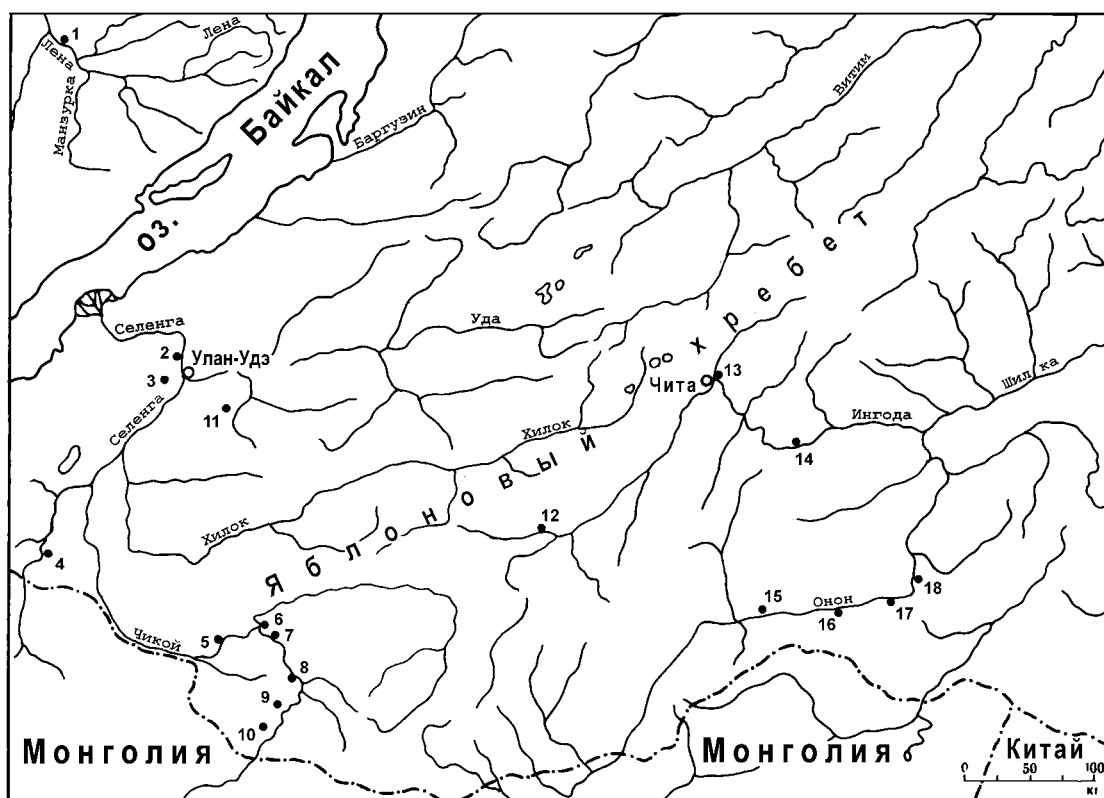 1
Лена
Лена
Манзурка
Баргузин
Витим
оз. Байкал
Селенга
2
Улан-Удэ
3
Селенга
11
Уда
Хилок
Хилок
Чита
13
Ингода
14
Шилка
Яблоновый хребет
12
4
Чикой
5
6
7
8
9
10
15
Онон
16
17
18
Монголия
Монголия
Китай
0 50 100
кг